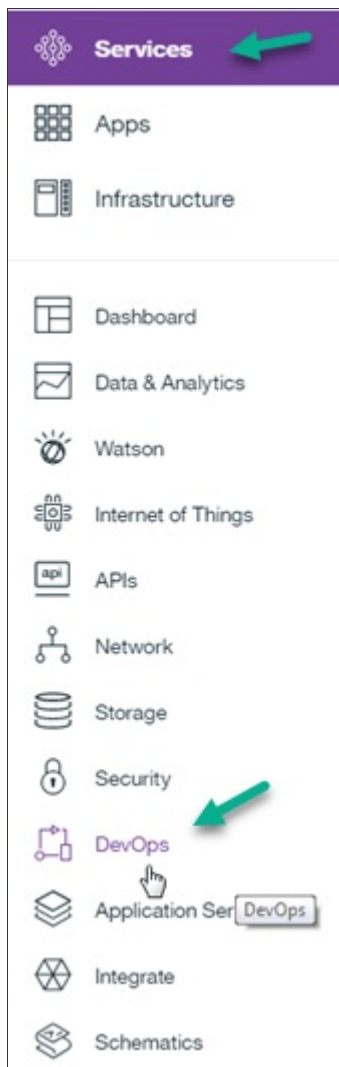 Services
Apps
Infrastructure
Dashboard
Data & Analytics
Watson
Internet of Things
api
APIs
Network
Storage
Security
DevOps
Application Ser DevOps
Integrate
Schematics